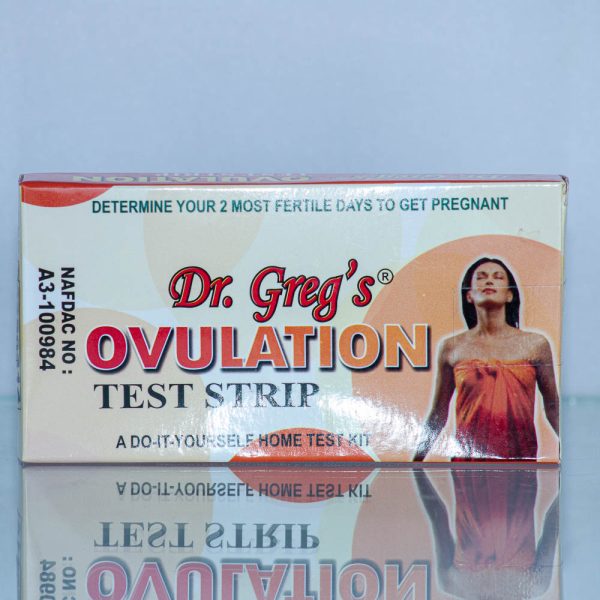 OVULATION
DETERMINE YOUR 2 MOST FERTILE DAYS TO GET PREGNANT
NAFDAC NO :
A3-100984
Dr. Greg's®
OVULATION
TEST STRIP
A DO-IT-YOURSELF HOME TEST KIT